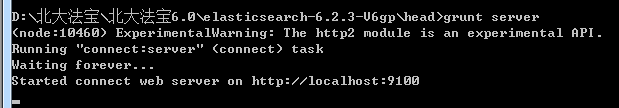 D:\北大法宝\北大法宝6.0\elasticsearch-6.2.3-V6gp\head>grunt server
(node:10460) ExperimentalWarning: The http2 module is an experimental API.
Running "connect:server" (connect) task
Waiting forever...
Started connect web server on http://localhost:9100